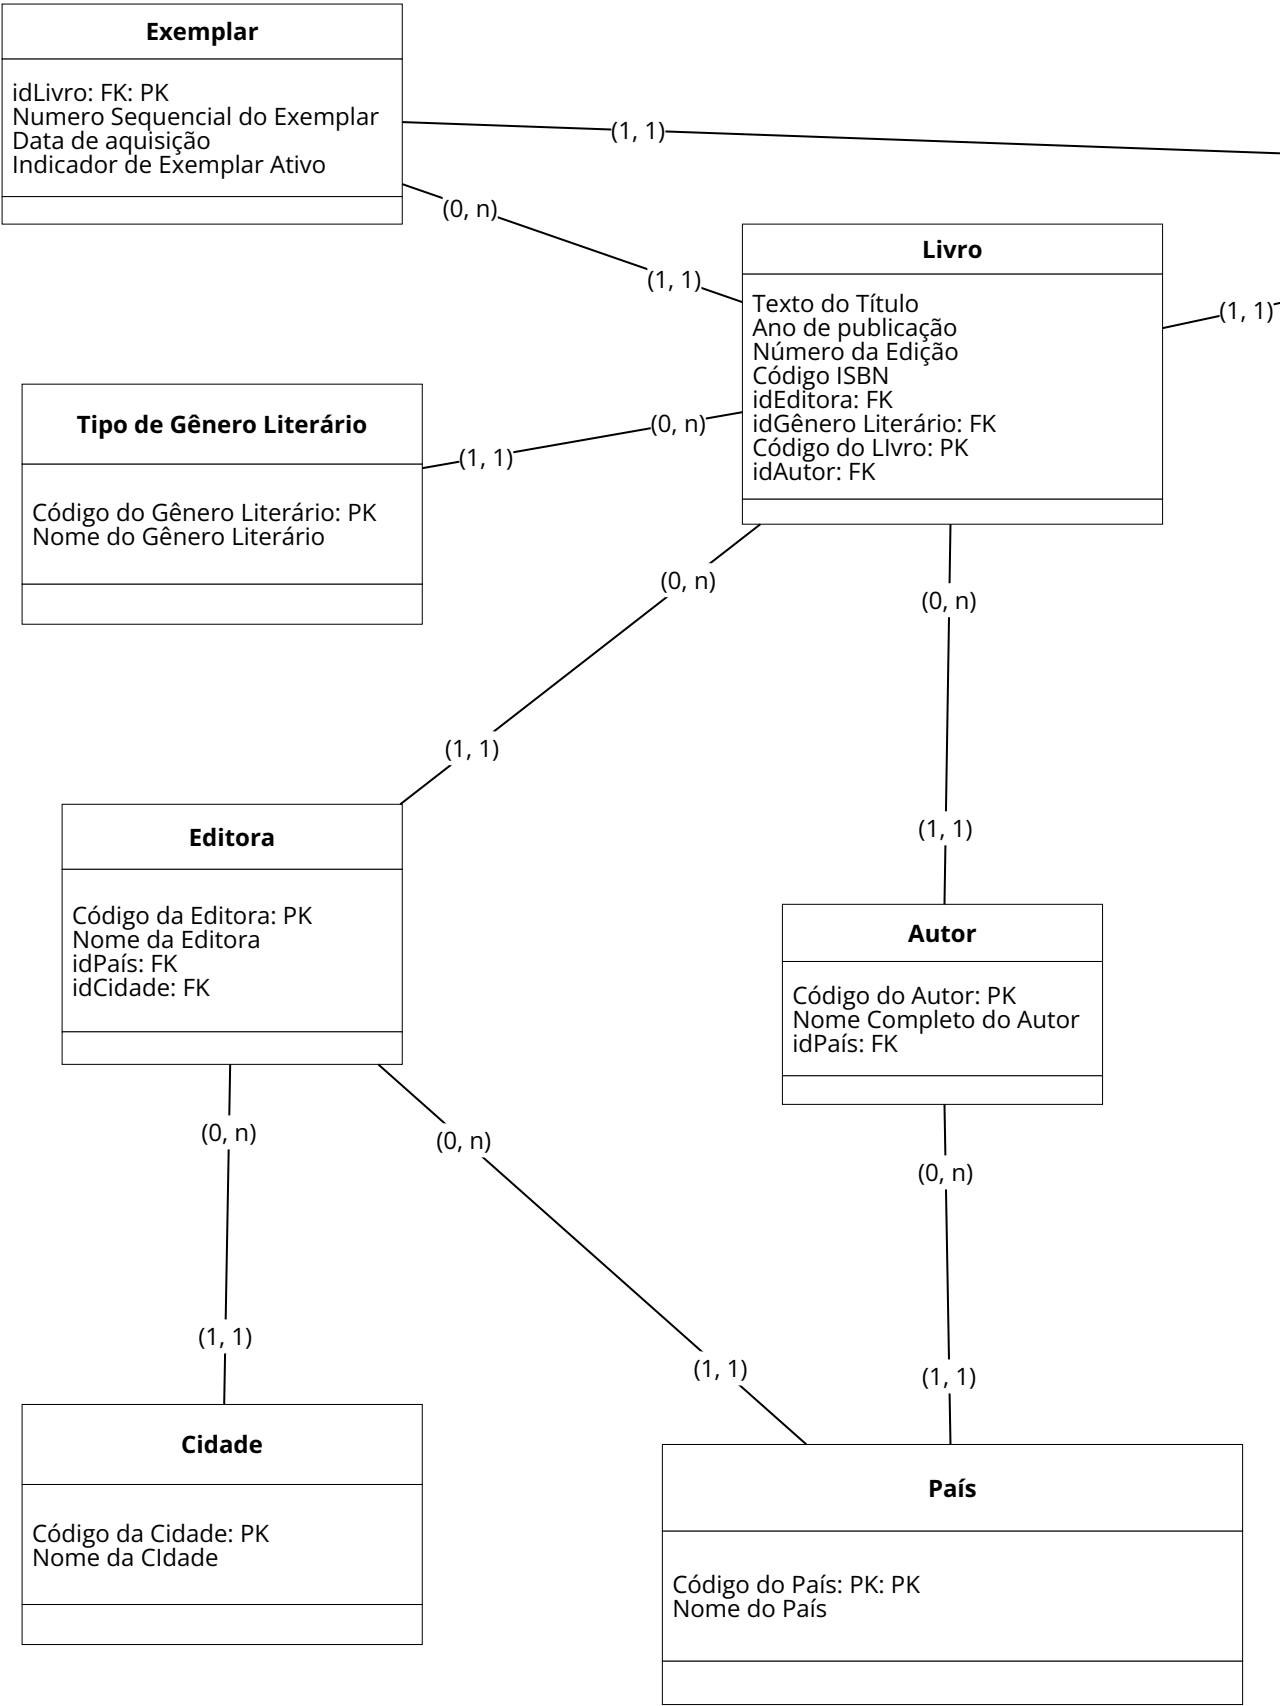 Exemplar
idLivro: FK: PK
Numero Sequencial do Exemplar
Data de aquisição
Indicador de Exemplar Ativo
(1, 1)
(0, n)
(1, 1)
Livro
Texto do Título
Ano de publicação
Número da Edição
Código ISBN
idEditora: FK
idGênero Literário: FK
Código do LIvro: PK
idAutor: FK
(1, 1)
Tipo de Gênero Literário
Código do Gênero Literário: PK
Nome do Gênero Literário
(0, n)
(1, 1)
(0, n)
(0, n)
(1, 1)
(1, 1)
Editora
Código da Editora: PK
Nome da Editora
idPaís: FK
idCidade: FK
Autor
Código do Autor: PK
Nome Completo do Autor
idPaís: FK
(0, n)
(0, n)
(0, n)
(1, 1)
(1, 1)
(1, 1)
Cidade
Código da Cidade: PK
Nome da CIdade
País
Código do País: PK: PK
Nome do País